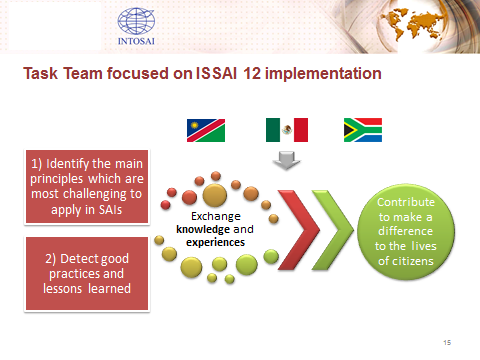 INTOSAI
Task Team focused on ISSAI 12 implementation
1) Identify the main
principles which are
most challenging to
apply in SAIs
2) Detect good
practices and
lessons learned
Exchange
knowledge and
experiences
Contribute
to make a
difference
to the lives
of citizens
15